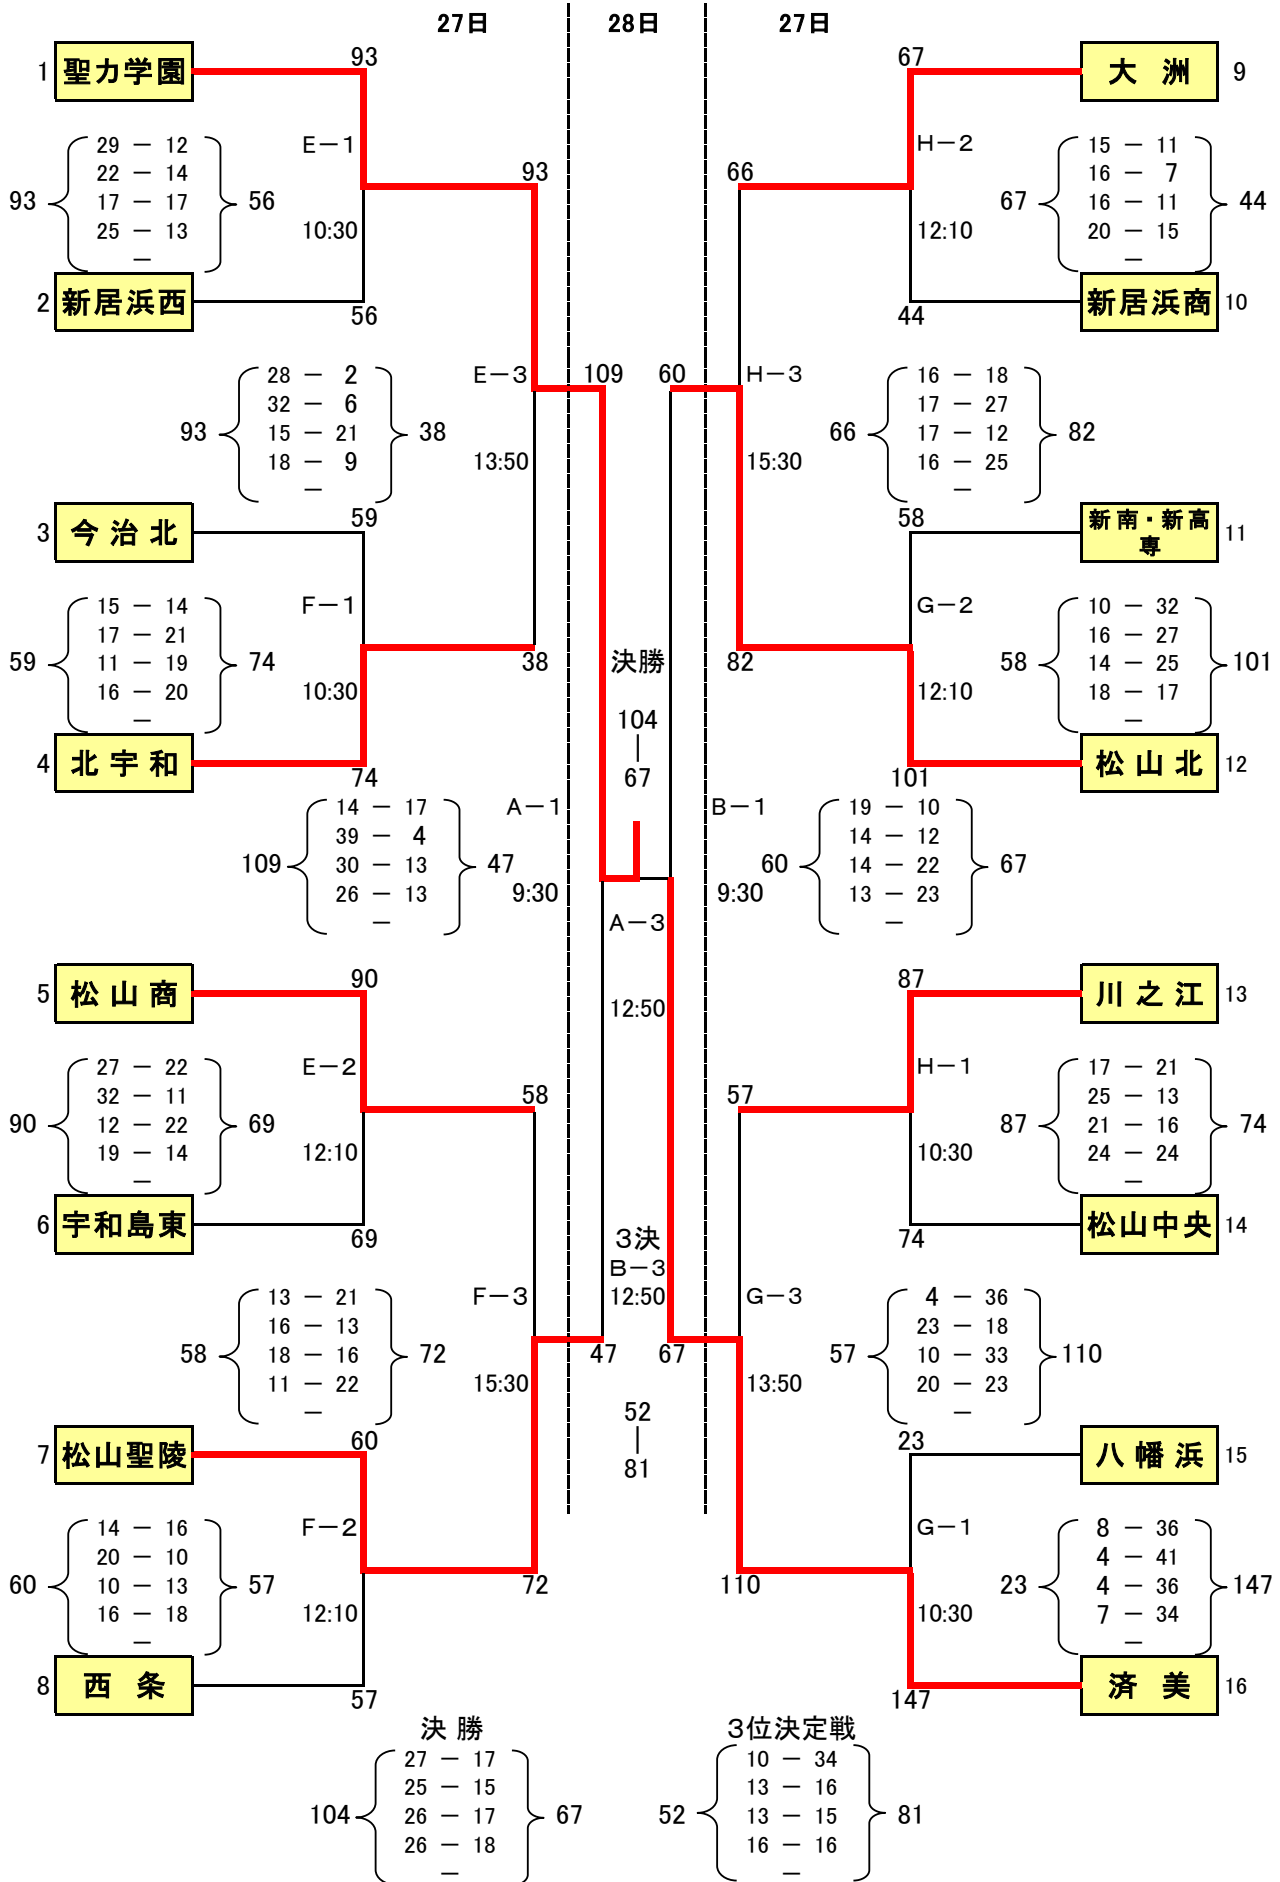 27日 28日 27日
93 67
1 聖カ学園 大 洲 9
29 － 12 E－1 H－2 15 － 11
22 － 14 93 66 16 － 7
93 17 － 17 56 67 16 － 11 44
25 － 13 10:30 12:10 20 － 15
－ －
2 新居浜西 新居浜商 10
56 44
28 － 2 E－3 109 60 H－3 16 － 18
32 － 6 17 － 27
93 15 － 21 38 66 17 － 12 82
18 － 9 13:50 15:30 16 － 25
－ －
59 58
3 今 治 北 新南・新高 11
専
15 － 14 F－1 G－2 10 － 32
17 － 21 16 － 27
59 11 － 19 74 38 決勝 82 58 14 － 25 101
16 － 20 10:30 12:10 18 － 17
－ 104 －
|
4 北 宇 和 松 山 北 12
74 67 101
14 － 17 A－1 B－1 19 － 10
39 － 4 14 － 12
109 30 － 13 47 60 14 － 22 67
26 － 13 9:30 9:30 13 － 23
－ A－3 －
90 87
5 松 山 商 川 之 江 13
12:50
27 － 22 E－2 H－1 17 － 21
32 － 11 58 57 25 － 13
90 12 － 22 69 87 21 － 16 74
19 － 14 12:10 10:30 24 － 24
－ －
6 宇和島東 松山中央 14
69 3決 74
B－3
13 － 21 F－3 12:50 G－3 4 － 36
16 － 13 23 － 18
58 18 － 16 72 47 67 57 10 － 33 110
11 － 22 15:30 13:50 20 － 23
－ 52 －
|
60 23
7 松山聖陵 81 八 幡 浜 15
14 － 16 F－2 G－1 8 － 36
20 － 10 4 － 41
60 10 － 13 57 72 110 23 4 － 36 147
16 － 18 12:10 10:30 7 － 34
－ －
8 西 条 済 美 16
57 147
決 勝 3位決定戦
27 － 17 10 － 34
25 － 15 13 － 16
104 26 － 17 67 52 13 － 15 81
26 － 18 16 － 16
－ －